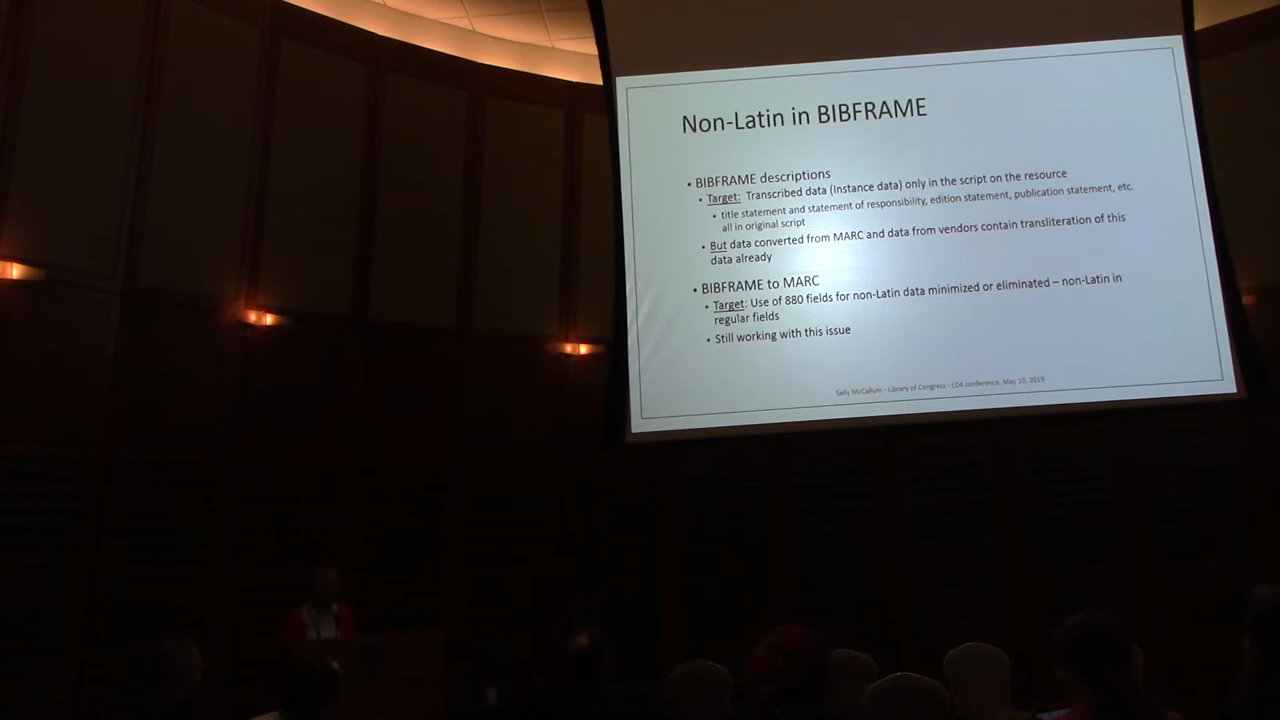 Non-Latin in BIBFRAME
• BIBFRAME descriptions
• Target: Transcribed data (Instance data) only in the script on the resource
• title statement and statement of responsibility, edition statement, publication statement, etc.
all in original script
• But data converted from MARC and data from vendors contain transliteration of this
data already
• BIBFRAME to MARC
• Target: Use of 880 fields for non-Latin data minimized or eliminated – non-Latin in
regular fields
• Still working with this issue
Sally McCallum - Library of Congress - LD4 conference, May 10, 2019